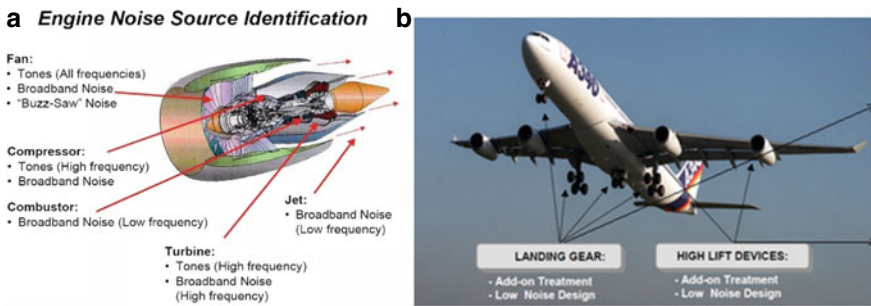 a
Engine Noise Source Identification
Fan:
• Tones (All frequencies)
• Broadband Noise
• “Buzz-Saw” Noise
Compressor:
• Tones (High frequency)
• Broadband Noise
Combustor:
• Broadband Noise (Low frequency)
Turbine:
• Tones (High frequency)
• Broadband Noise
(High frequency)
Jet:
• Broadband Noise
(Low frequency)
b
A340
LANDING GEAR:
- Add-on Treatment
- Low Noise Design
HIGH LIFT DEVICES:
- Add-on Treatment
- Low Noise Design